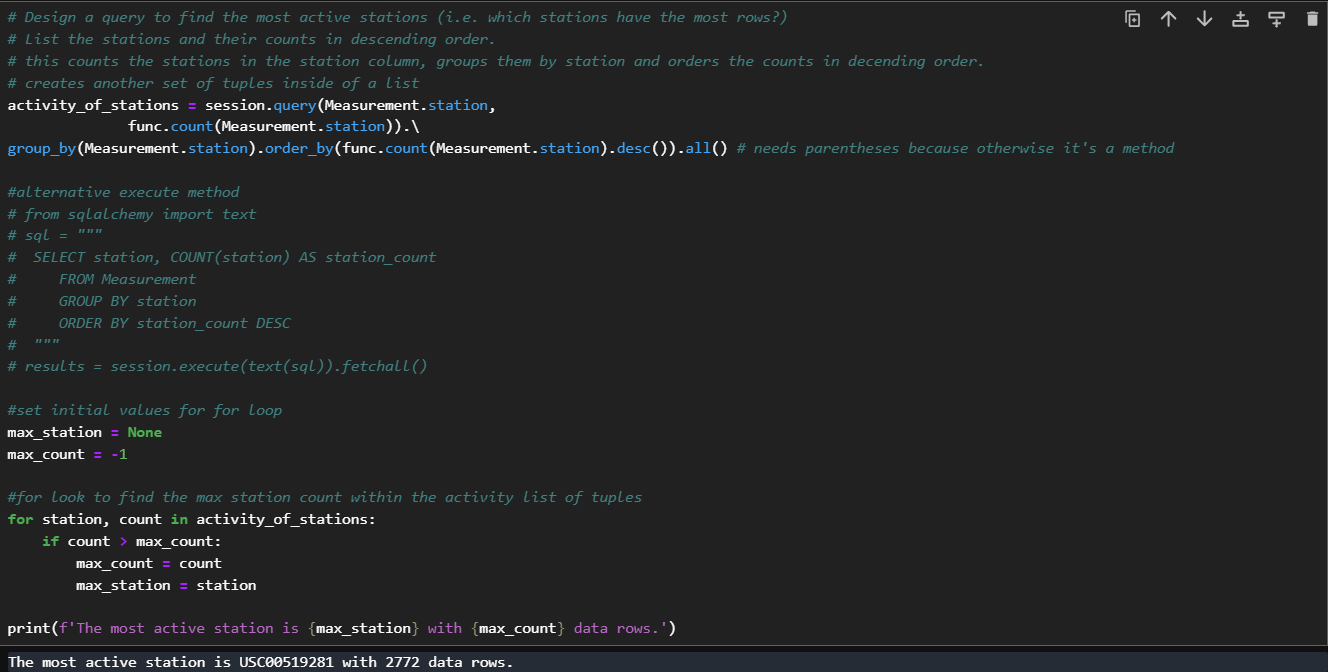 # Design a query to find the most active stations (i.e. which stations have the most rows?)
# List the stations and their counts in descending order.
# this counts the stations in the station column, groups them by station and orders the counts in decending order.
# creates another set of tuples inside of a list
activity_of_stations = session.query(Measurement.station,
              func.count(Measurement.station)).\
group_by(Measurement.station).order_by(func.count(Measurement.station).desc()).all() # needs parentheses because otherwise it's a method

#alternative execute method
# from sqlalchemy import text
# sql = """
#  SELECT station, COUNT(station) AS station_count
#     FROM Measurement
#     GROUP BY station
#     ORDER BY station_count DESC
#  """
# results = session.execute(text(sql)).fetchall()

#set initial values for for loop
max_station = None
max_count = -1

#for look to find the max station count within the activity list of tuples
for station, count in activity_of_stations:
    if count > max_count:
        max_count = count
        max_station = station

print(f'The most active station is {max_station} with {max_count} data rows.')
The most active station is USC00519281 with 2772 data rows.